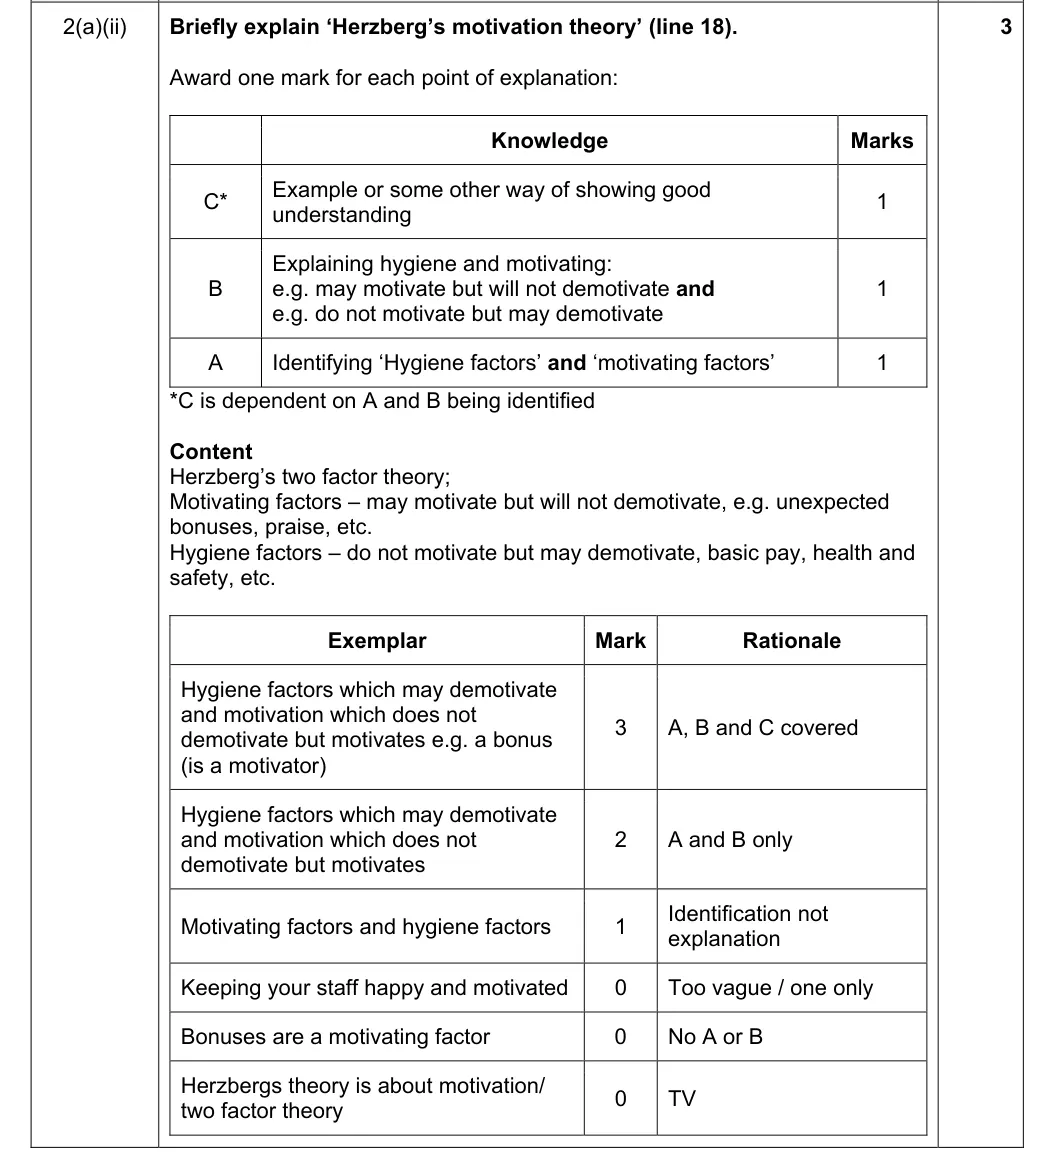 2(a)(ii) Briefly explain ‘Herzberg’s motivation theory’ (line 18). 3
Award one mark for each point of explanation:
Knowledge Marks
C* Example or some other way of showing good
understanding 1
B Explaining hygiene and motivating:
e.g. may motivate but will not demotivate and
e.g. do not motivate but may demotivate 1
A Identifying ‘Hygiene factors’ and ‘motivating factors’ 1
*C is dependent on A and B being identified
Content
Herzberg’s two factor theory;
Motivating factors – may motivate but will not demotivate, e.g. unexpected
bonuses, praise, etc.
Hygiene factors – do not motivate but may demotivate, basic pay, health and
safety, etc.
Exemplar Mark Rationale
Hygiene factors which may demotivate
and motivation which does not
demotivate but motivates e.g. a bonus
(is a motivator) 3 A, B and C covered
Hygiene factors which may demotivate
and motivation which does not
demotivate but motivates 2 A and B only
Motivating factors and hygiene factors 1 Identification not
explanation
Keeping your staff happy and motivated 0 Too vague / one only
Bonuses are a motivating factor 0 No A or B
Herzbergs theory is about motivation/
two factor theory 0 TV